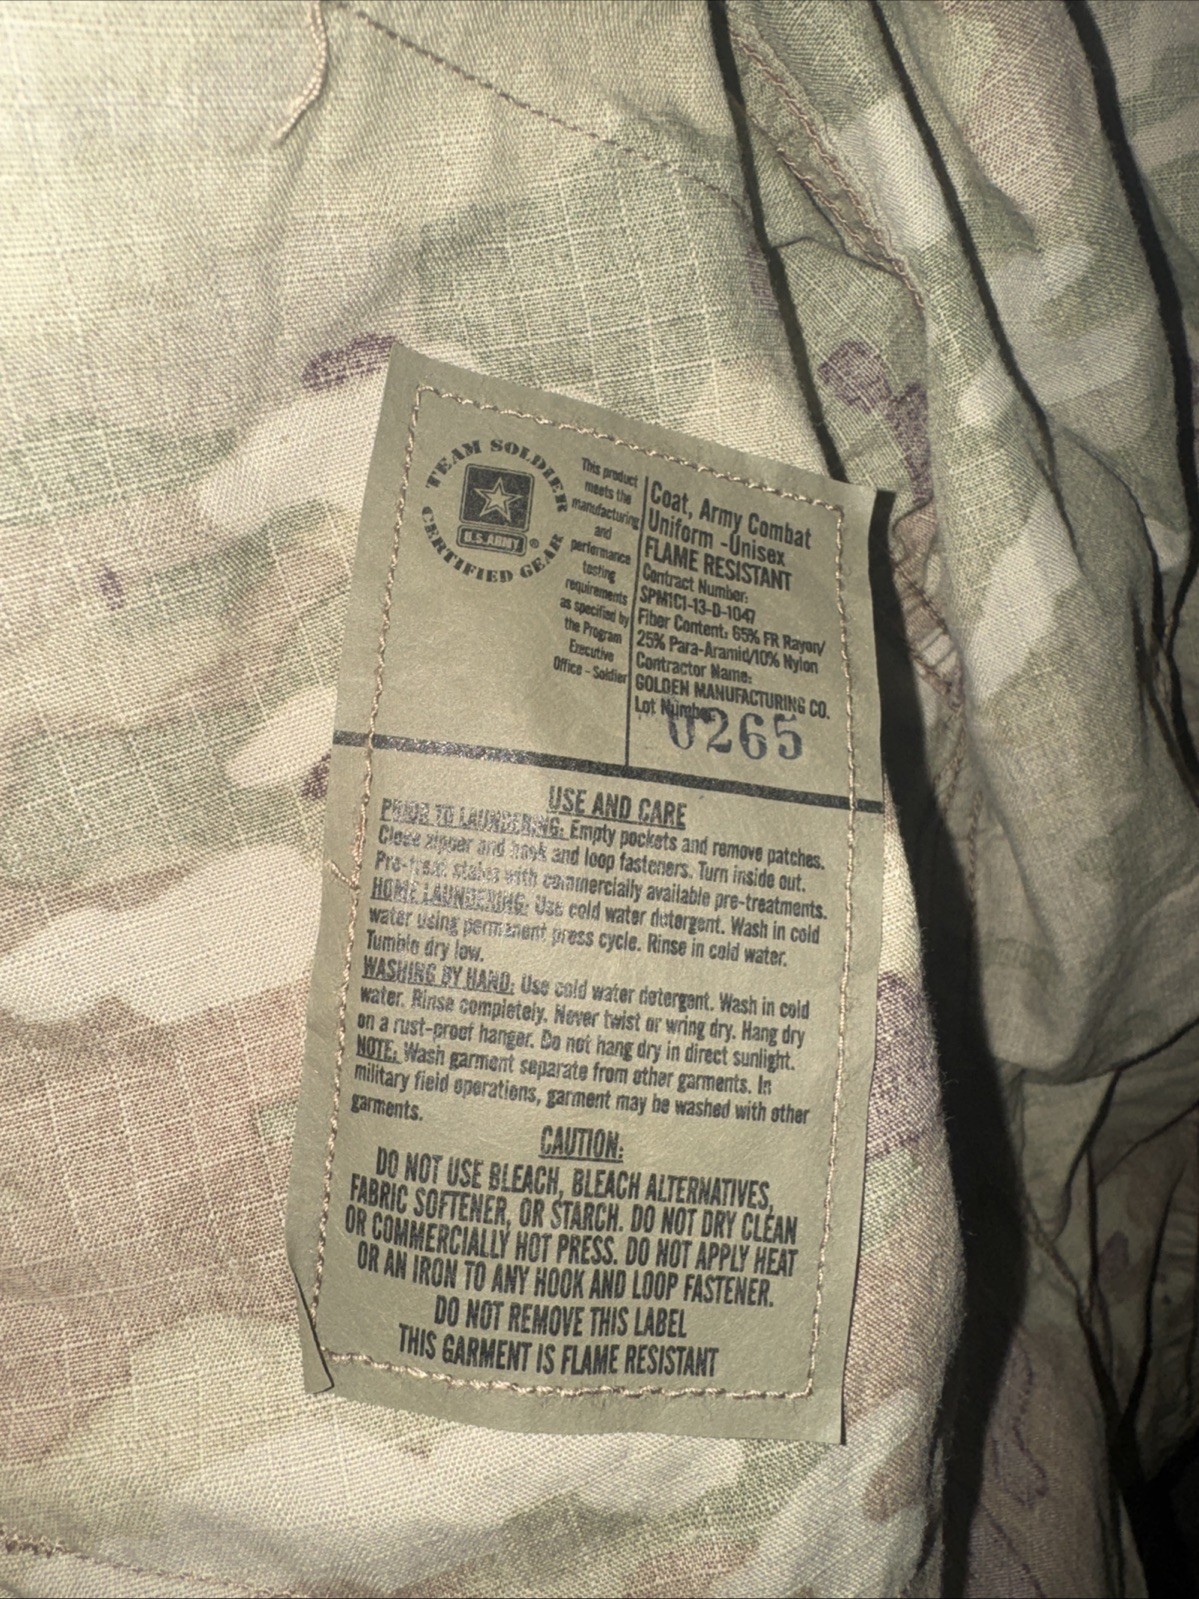 TEAM SOLDIER
U.S.ARMY ®
CERTIFIED GEAR
This product
meets the
manufacturing
and
performance
testing
requirements
as specified by
the Program
Executive
Office - Soldier
Coat, Army Combat
Uniform -Unisex
FLAME RESISTANT
Contract Number:
SPM1C1-13-D-1047
Fiber Content: 65% FR Rayon/
25% Para-Aramid/10% Nylon
Contractor Name:
GOLDEN MANUFACTURING CO.
Lot Number
0265
USE AND CARE
PRIOR TO LAUNDERING: Empty pockets and remove patches.
Close zipper and hook and loop fasteners. Turn inside out.
Pre-treat stains with commercially available pre-treatments.
HOME LAUNDERING: Use cold water detergent. Wash in cold
water using permanent press cycle. Rinse in cold water.
Tumble dry low.
WASHING BY HAND: Use cold water detergent. Wash in cold
water. Rinse completely. Never twist or wring dry. Hang dry
on a rust-proof hanger. Do not hang dry in direct sunlight.
NOTE: Wash garment separate from other garments. In
military field operations, garment may be washed with other
garments.
CAUTION:
DO NOT USE BLEACH, BLEACH ALTERNATIVES,
FABRIC SOFTENER, OR STARCH. DO NOT DRY CLEAN
OR COMMERCIALLY HOT PRESS. DO NOT APPLY HEAT
OR AN IRON TO ANY HOOK AND LOOP FASTENER.
DO NOT REMOVE THIS LABEL
THIS GARMENT IS FLAME RESISTANT